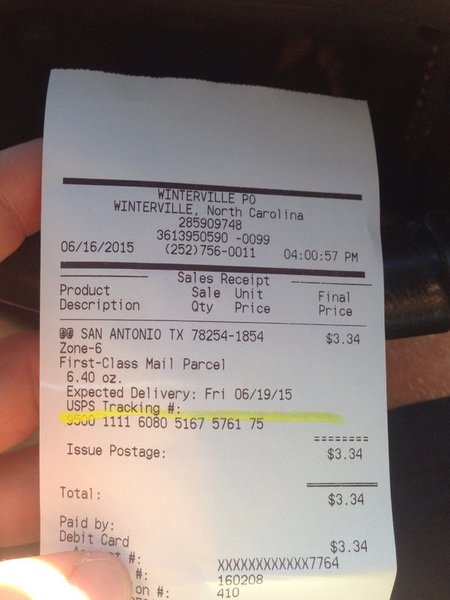 WINTERVILLE PO
WINTERVILLE, North Carolina
285909748
3613950590 -0099
06/16/2015 (252)756-0011 04:00:57 PM
Sales Receipt
Product Sale Unit Final
Description Qty Price Price
@@ SAN ANTONIO TX 78254-1854 $3.34
Zone-6
First-Class Mail Parcel
6.40 oz.
Expected Delivery: Fri 06/19/15
USPS Tracking #:
9500 1111 6080 5167 5761 75
========
Issue Postage: $3.34
Total: $3.34
Paid by:
Debit Card $3.34
#: XXXXXXXXXXXX7764
#: 160208
on #: 410